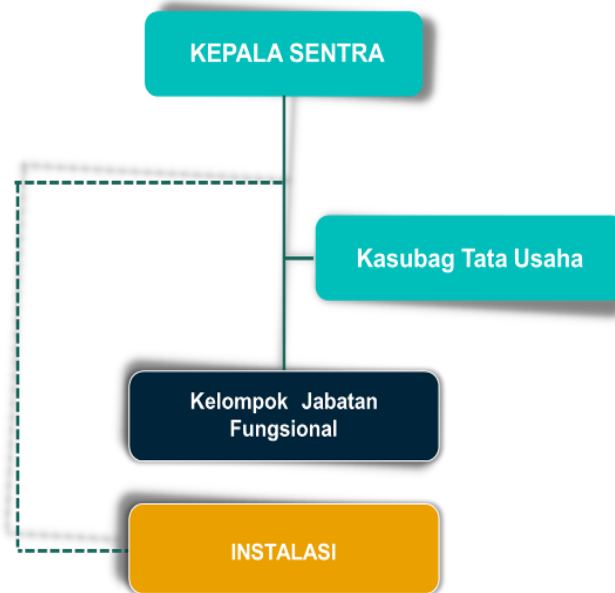 KEPALA SENTRA
Kasubag Tata Usaha
Kelompok Jabatan
Fungsional
INSTALASI